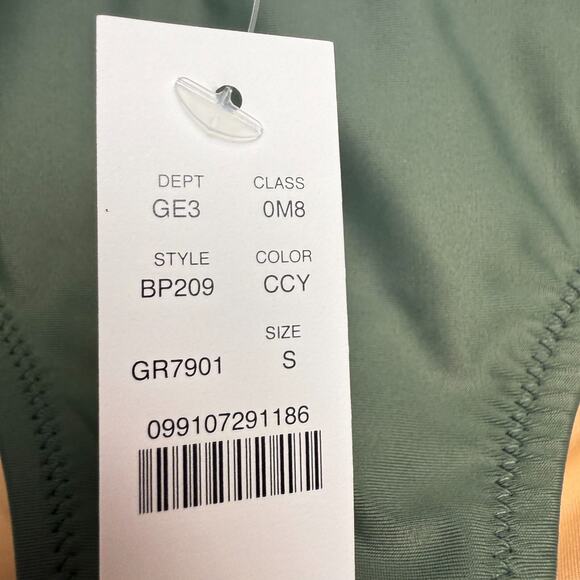 DEPT CLASS
GE3 0M8
STYLE COLOR
BP209 CCY
SIZE
GR7901 S
099107291186